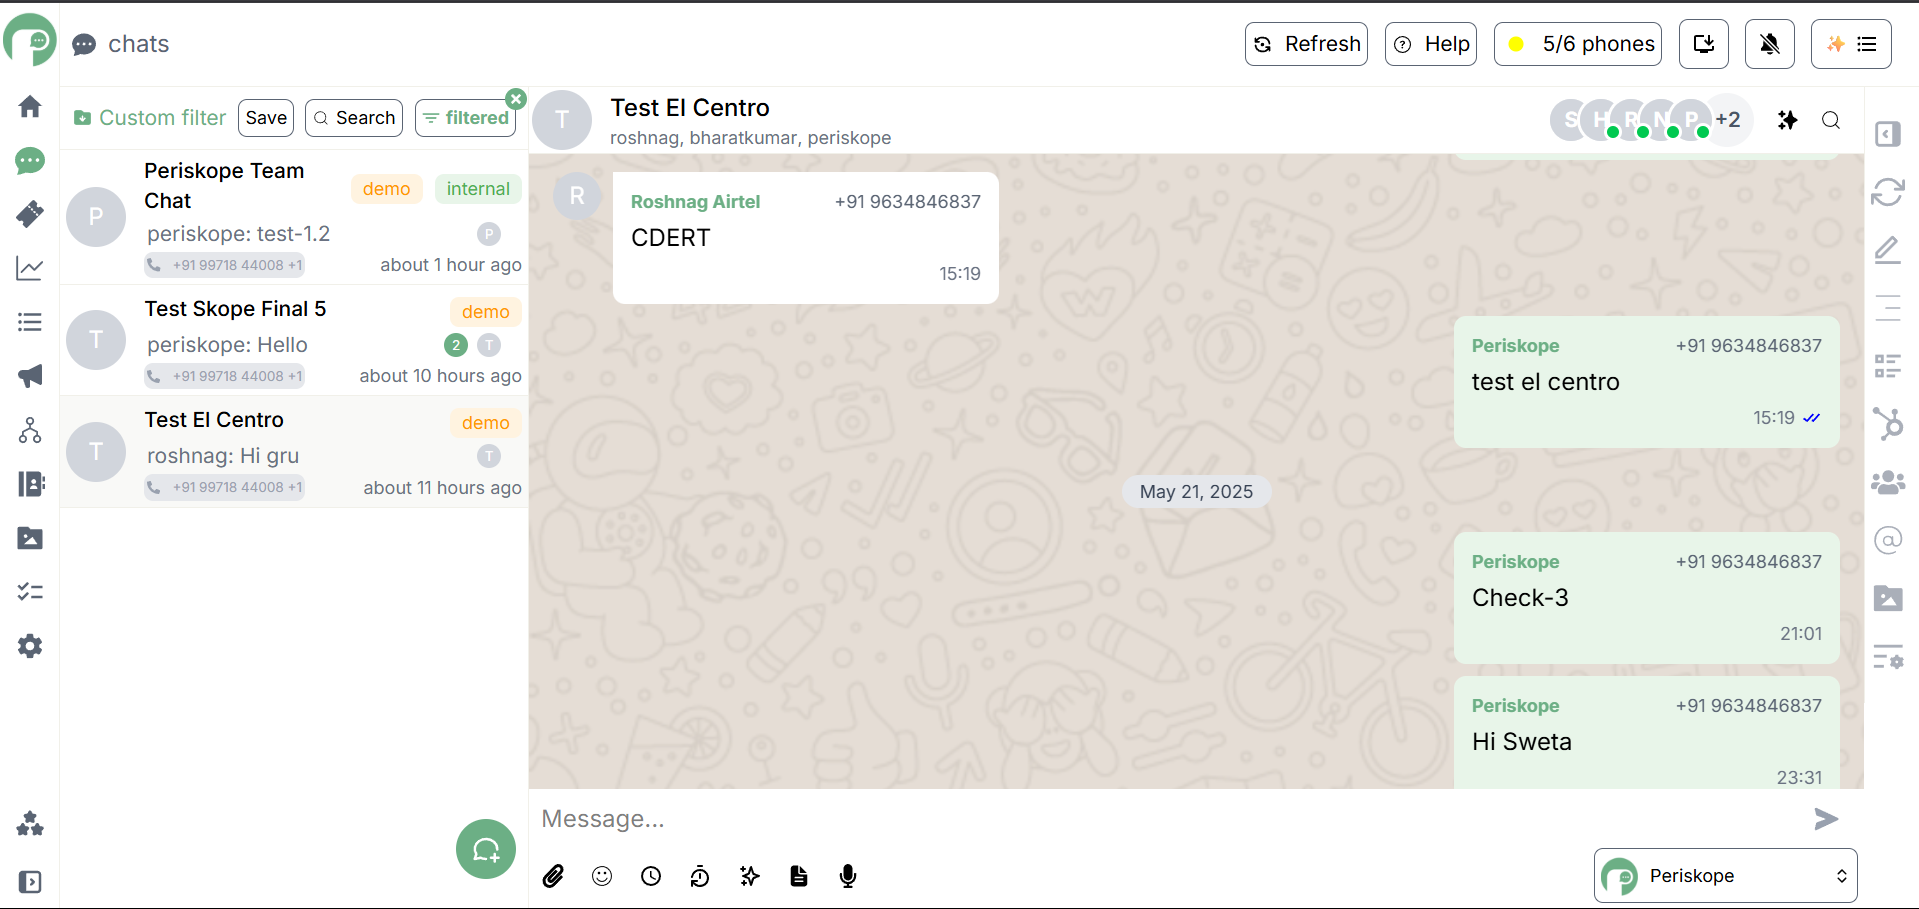 chats
Refresh
Help
5/6 phones
Custom filter
Save
Search
filtered
Periskope Team
Chat
demo
internal
P
periskope: test-1.2
P
+91 99718 44008 +1
about 1 hour ago
Test Skope Final 5
demo
T
periskope: Hello
2
T
+91 99718 44008 +1
about 10 hours ago
Test El Centro
demo
T
roshnag: Hi gru
T
+91 99718 44008 +1
about 11 hours ago
T
Test El Centro
roshnag, bharatkumar, periskope
S
H
R
N
P
+2
R
Roshnag Airtel
+91 9634846837
CDERT
15:19
Periskope
+91 9634846837
test el centro
15:19
May 21, 2025
Periskope
+91 9634846837
Check-3
21:01
Periskope
+91 9634846837
Hi Sweta
23:31
Message...
Periskope